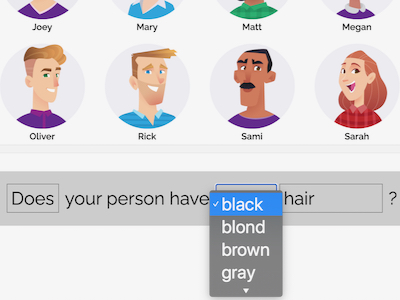 Joey Mary Matt Megan
Oliver Rick Sami Sarah
Does your person have black hair ?
blond
brown
gray